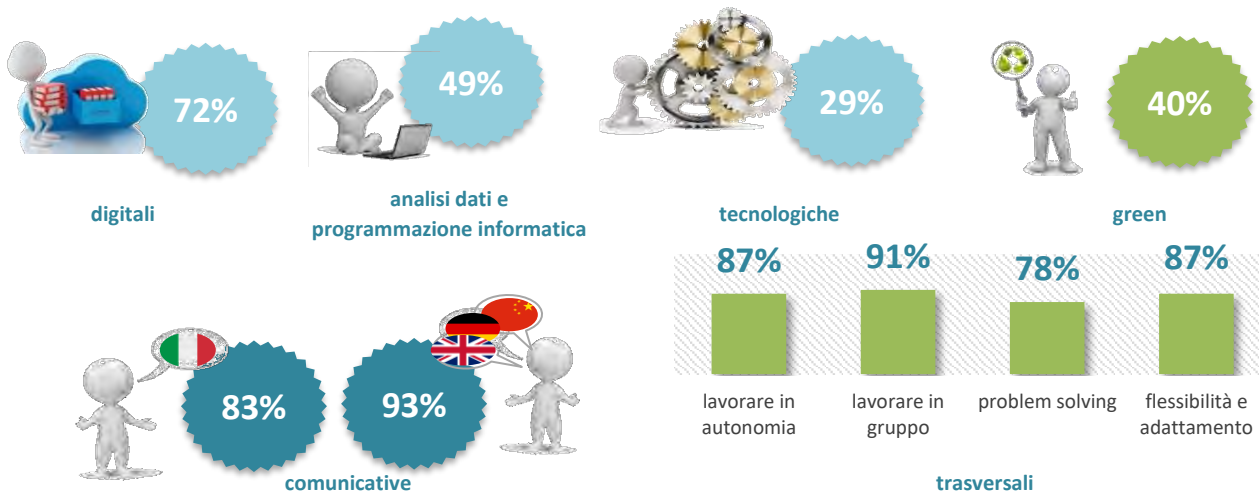 72%
49%
29%
40%
digitali
analisi dati e
programmazione informatica
tecnologiche
green
87%
91%
78%
87%
83%
93%
lavorare in
autonomia
lavorare in
gruppo
problem solving
flessibilità e
adattamento
comunicative
trasversali